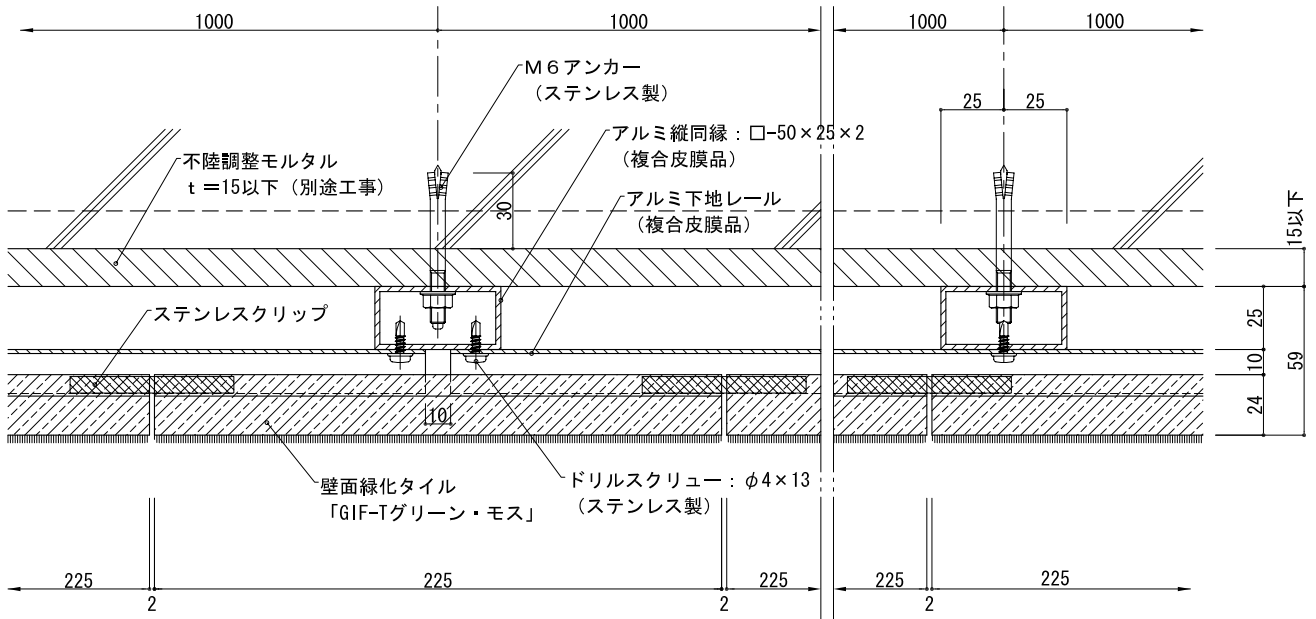 1000
1000
1000
1000
M6アンカー
（ステンレス製）
25
25
アルミ縦同縁：□-50×25×2
（複合皮膜品）
不陸調整モルタル
t＝15以下（別途工事）
30
アルミ下地レール
（複合皮膜品）
15以下
ステンレスクリップ
25
10
59
24
10
壁面緑化タイル
「GIF-Tグリーン・モス」
ドリルスクリュー：φ4×13
（ステンレス製）
225
225
225
225
225
2
2
2